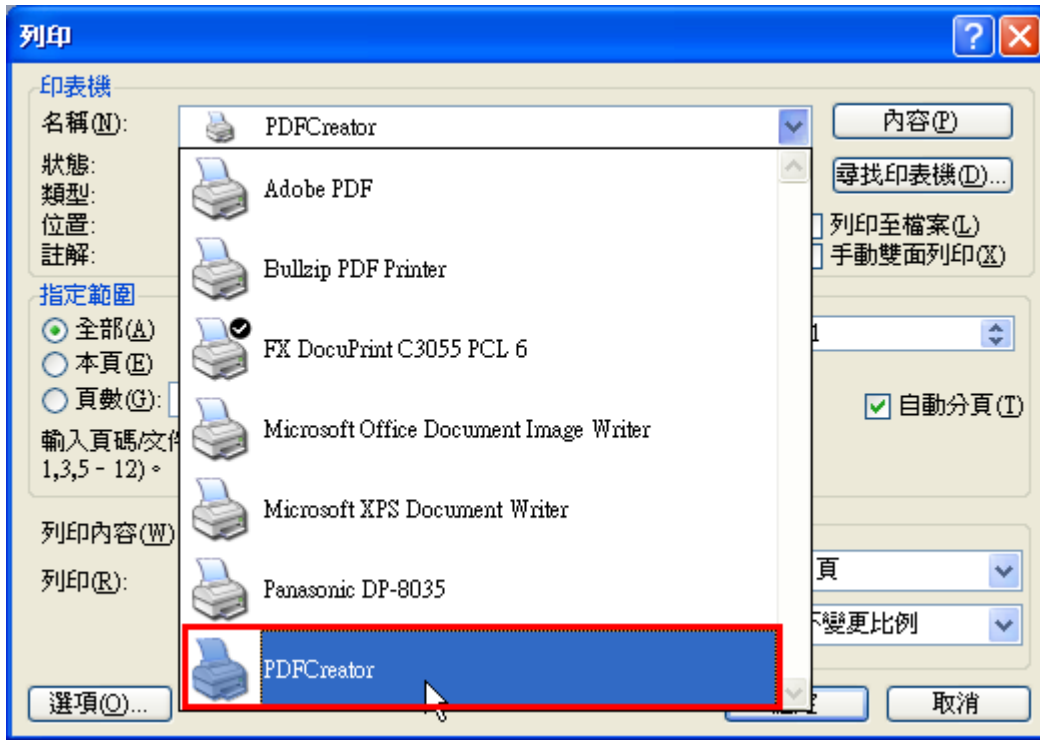 列印
印表機
名稱(N):
PDFCreator
內容(P)
狀態:
Adobe PDF
尋找印表機(D)...
類型:
位置:
列印至檔案(L)
註解:
Bullzip PDF Printer
手動雙面列印(X)
指定範圍
全部(A)
FX DocuPrint C3055 PCL 6
1
本頁(E)
頁數(G):
自動分頁(T)
輸入頁碼/文
Microsoft Office Document Image Writer
1,3,5 - 12)。
Microsoft XPS Document Writer
列印內容(W)
頁
列印(R):
Panasonic DP-8035
變更比例
PDFCreator
選項(O)...
取消